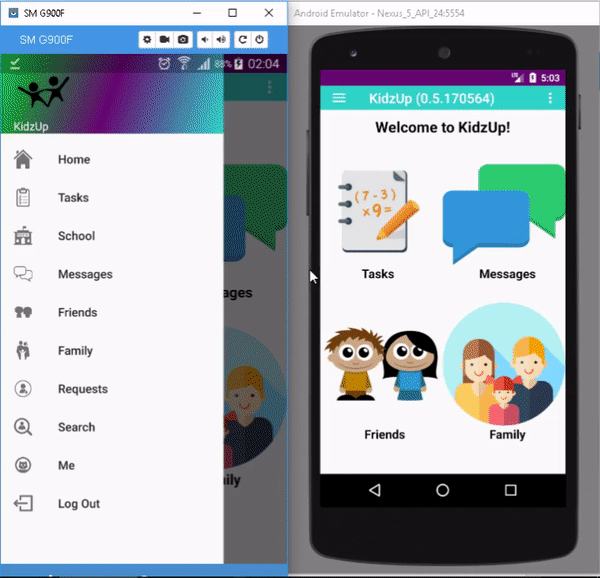 SM G900F
SM G900F
88% 02:04
KidzUp
Home
Tasks
School
Messages
Friends
Family
Requests
Search
Me
Log Out
ages
ily
Android Emulator - Nexus_5_API_24:5554
5:03
KidzUp (0.5.170564)
Welcome to KidzUp!
(7-3)
x9=
Tasks
Messages
Friends
Family